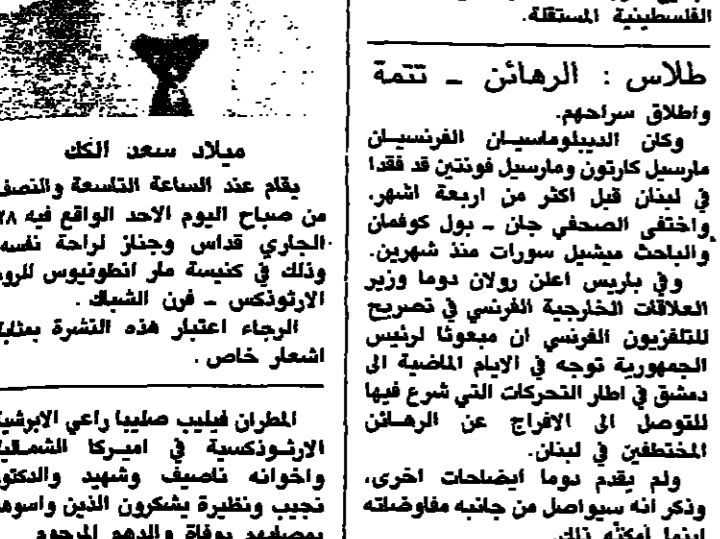 الفلسطينية المستقلة.
طلاس : الرهائن ـ تتمة
واطلاق سراحهم.
وكان الديبلوماسيان الفرنسيان
مارسيل كارتون ومارسيل فونتين قد فقدا
في لبنان قبل اكثر من اربعة اشهر.
واختفى الصحفي جان ـ بول كوفمان
والباحث ميشيل سورات منذ شهرين.
وفي باريس اعلن رولان دوما وزير
العلاقات الخارجية الفرنسي في تصريح
للتلفزيون الفرنسي ان مبعوثا لرئيس
الجمهورية توجه في الايام الماضية الى
دمشق في اطار التحركات التي شرع فيها
للتوصل الى الافراج عن الرهائن
المختطفين في لبنان.
ولم يقدم دوما ايضاحات اخرى،
وذكر انه سيواصل من جانبه مفاوضاته
اينما امكنه ذلك.
ميلاد سعد الكك
يقام عند الساعة التاسعة والنصف
من صباح اليوم الاحد الواقع فيه ٢٨
الجاري قداس وجناز لراحة نفسه
وذلك في كنيسة مار انطونيوس للروم
الارثوذكس ـ فرن الشباك .
الرجاء اعتبار هذه النشرة بمثابة
اشعار خاص .
المطران فيليب صليبا راعي الابرشية
الارثوذكسية في اميركا الشمالية
واخوانه ناصيف وشهيد والدكتور
نجيب ونظيرة يشكرون الذين واسوهم
بمصابهم بوفاة والدهم المرحوم